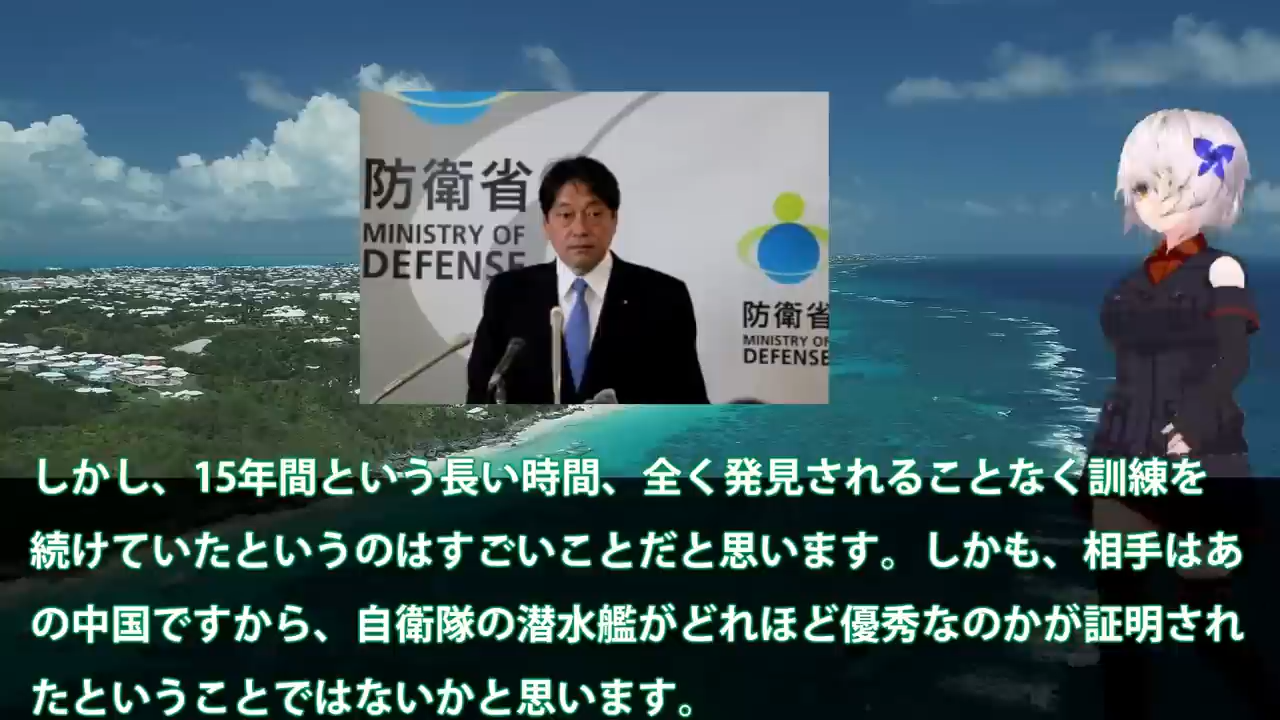 防衛省
MINISTRY OF
DEFENSE
防衛省
MINISTRY OF
DEFENSE
しかし、15年間という長い時間、全く発見されることなく訓練を
続けていたというのはすごいことだと思います。しかも、相手はあ
の中国ですから、自衛隊の潜水艦がどれほど優秀なのかが証明され
たということではないかと思います。